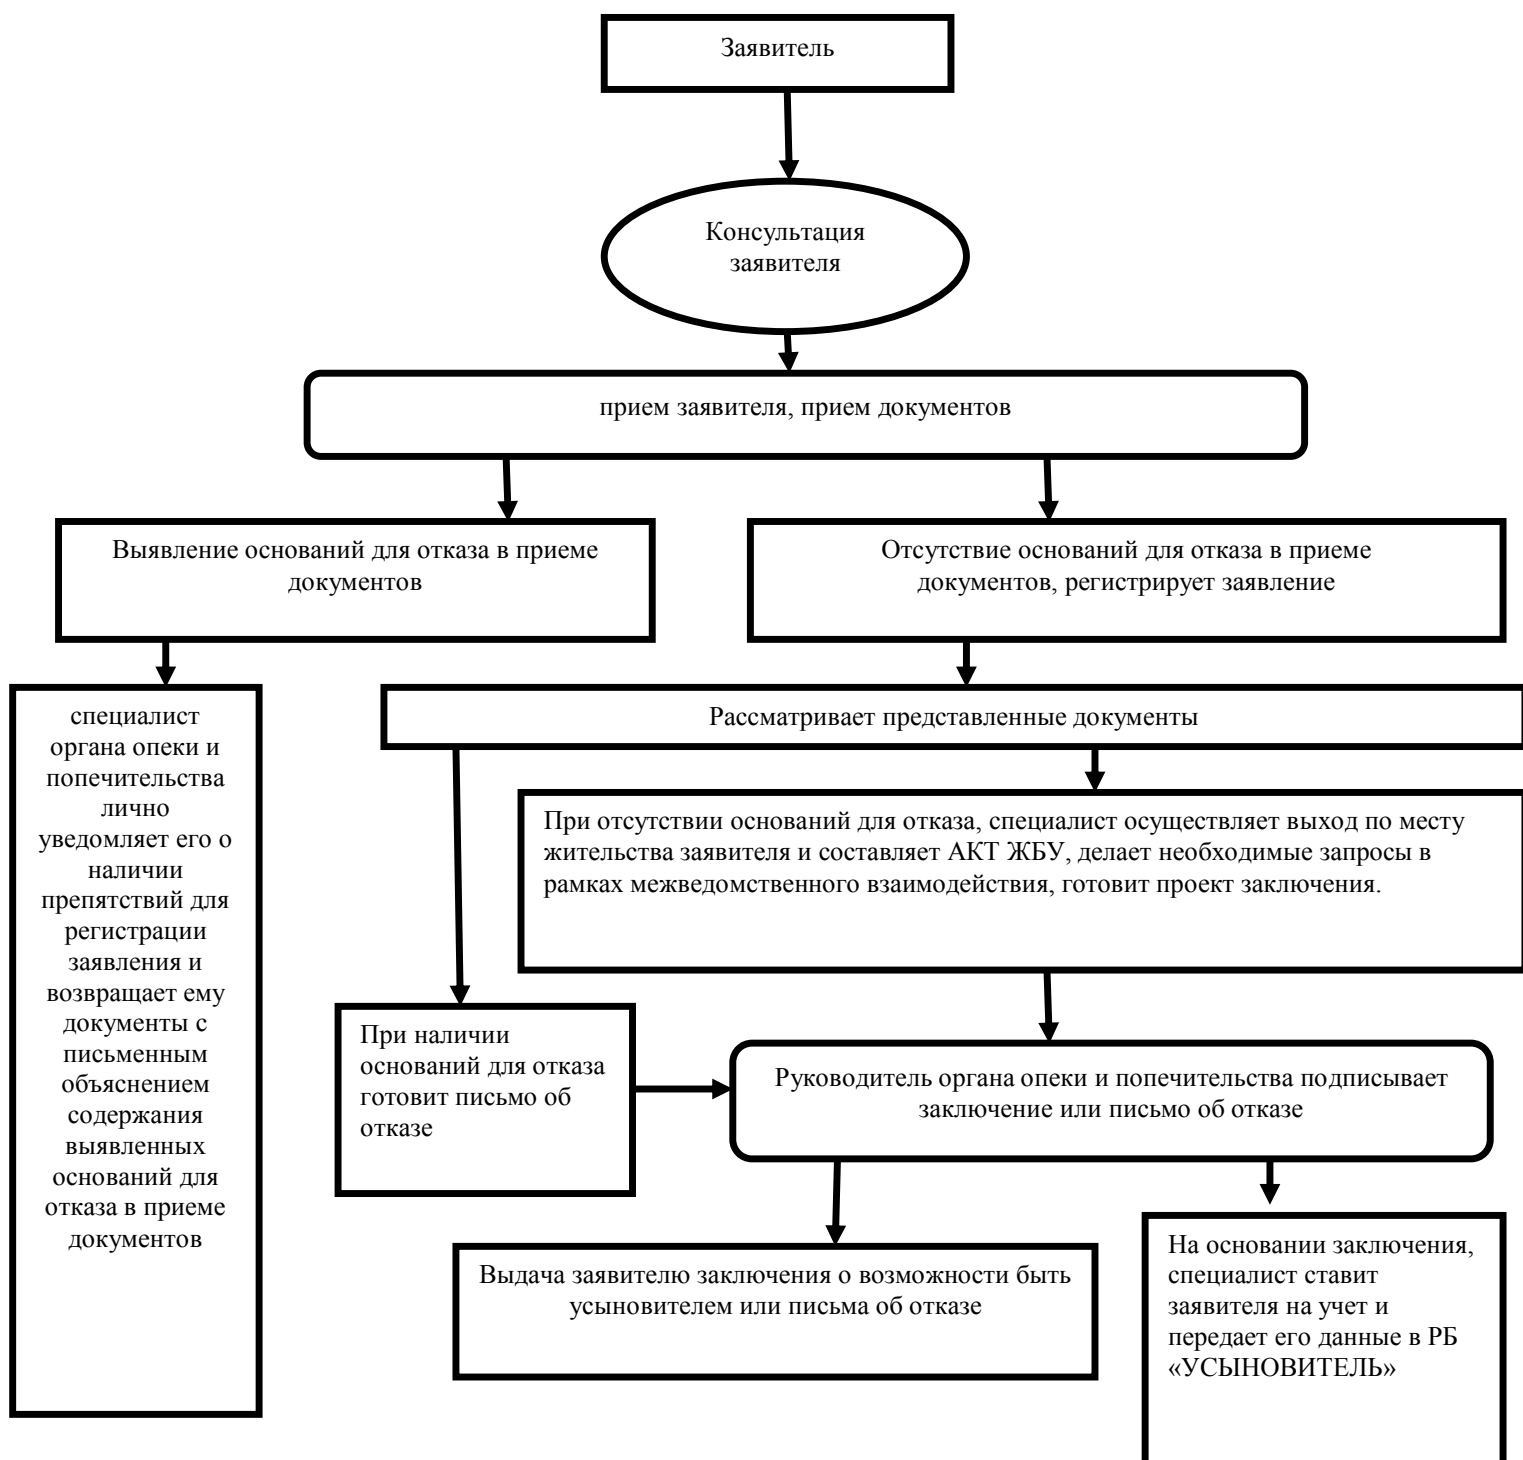 Заявитель
Консультация
заявителя
прием заявителя, прием документов
Выявление оснований для отказа в приеме
документов
Отсутствие оснований для отказа в приеме
документов, регистрирует заявление
специалист
органа опеки и
попечительства
лично
уведомляет его о
наличии
препятствий для
регистрации
заявления и
возвращает ему
документы с
письменным
объяснением
содержания
выявленных
оснований для
отказа в приеме
документов
Рассматривает представленные документы
При отсутствии оснований для отказа, специалист осуществляет выход по месту
жительства заявителя и составляет АКТ ЖБУ, делает необходимые запросы в
рамках межведомственного взаимодействия, готовит проект заключения.
При наличии
оснований для отказа
готовит письмо об
отказе
Руководитель органа опеки и попечительства подписывает
заключение или письмо об отказе
Выдача заявителю заключения о возможности быть
усыновителем или письма об отказе
На основании заключения,
специалист ставит
заявителя на учет и
передает его данные в РБ
«УСЫНОВИТЕЛЬ»